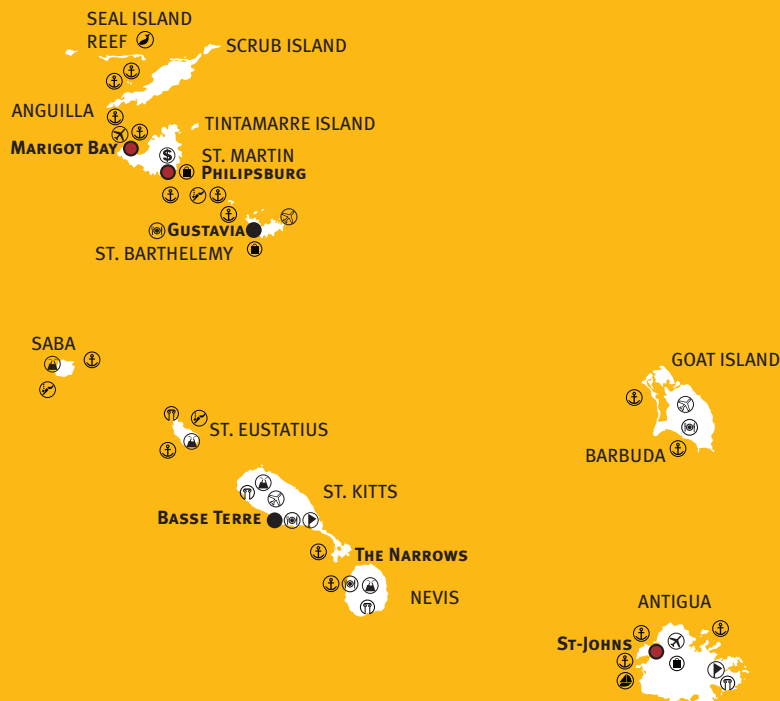 SEAL ISLAND
REEF
SCRUB ISLAND
ANGUILLA
TINTAMARRE ISLAND
MARIGOT BAY
$
ST. MARTIN
PHILIPSBURG
GUSTAVIA
ST. BARTHELEMY
SABA
GOAT ISLAND
ST. EUSTATIUS
BARBUDA
ST. KITTS
BASSE TERRE
THE NARROWS
NEVIS
ANTIGUA
ST-JOHNS